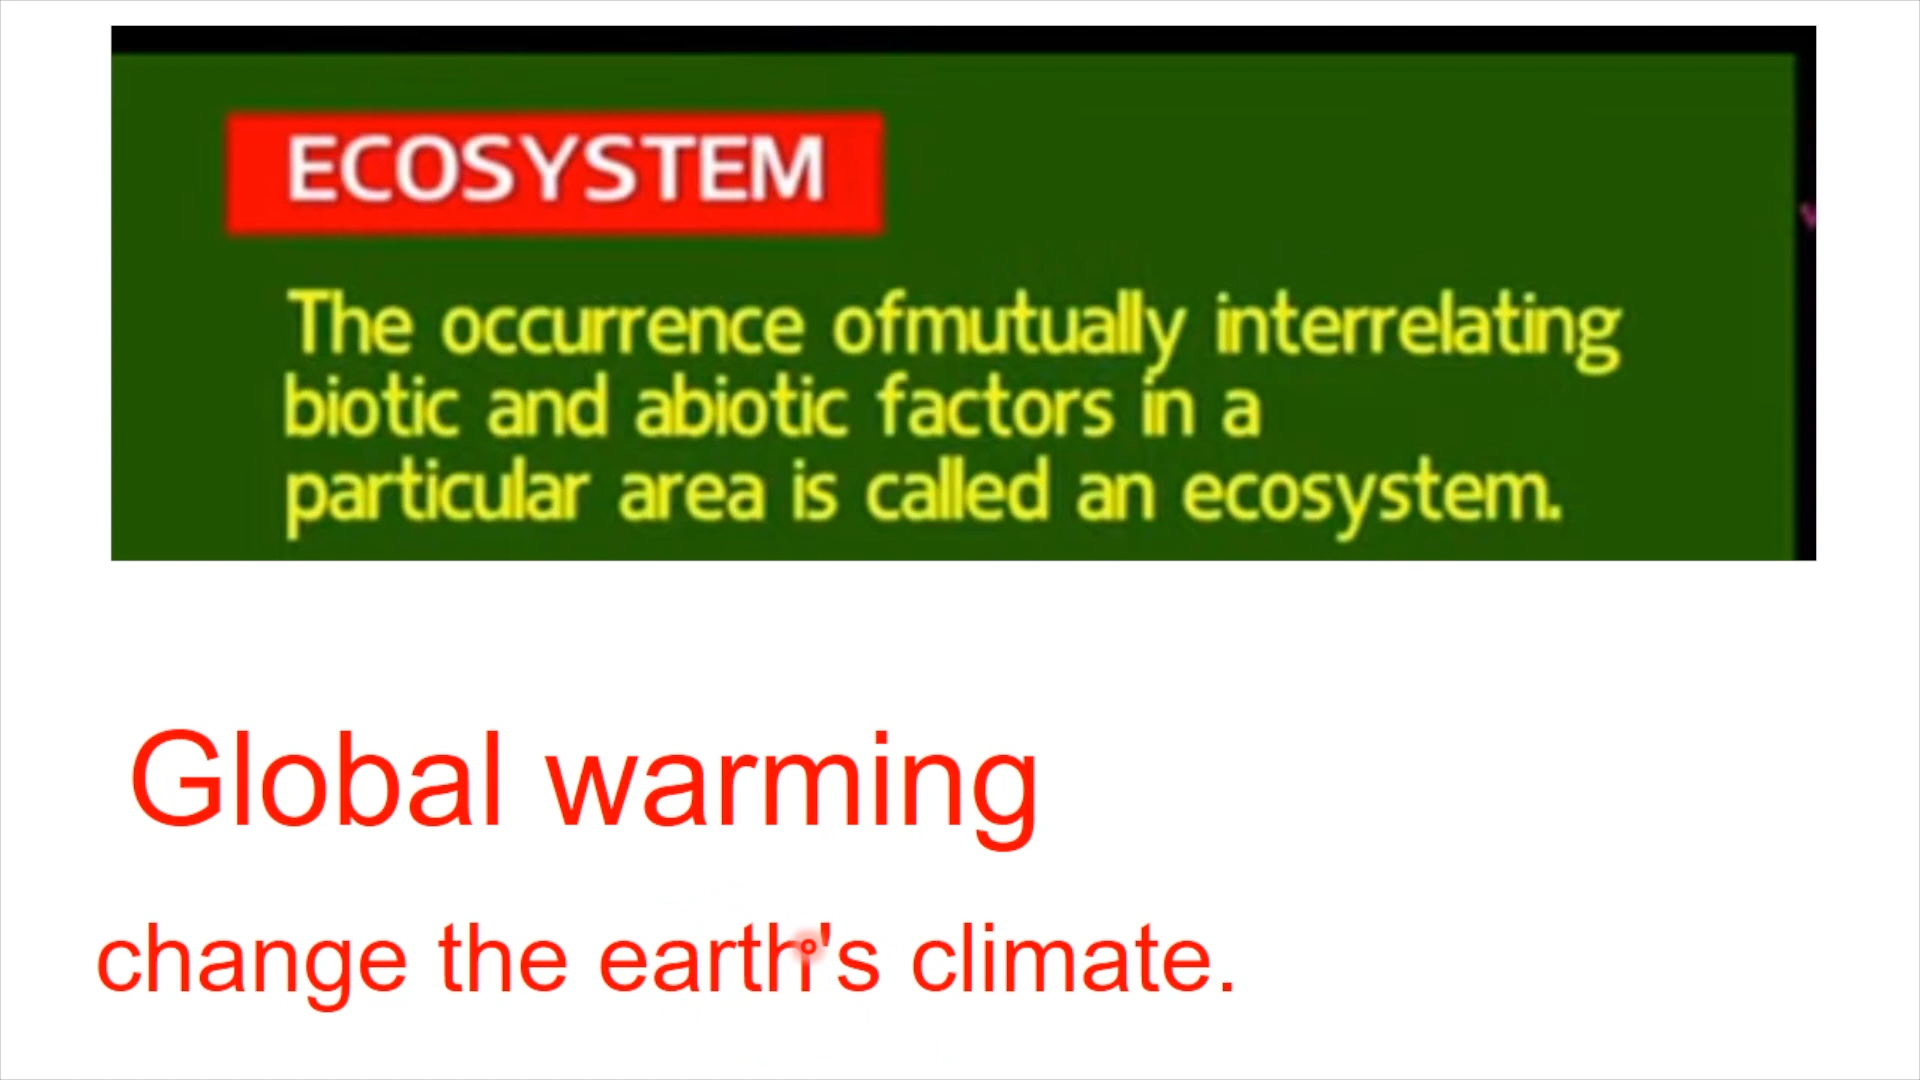 ECOSYSTEM
The occurrence ofmutually interrelating
biotic and abiotic factors in a
particular area is called an ecosystem.
Global warming
change the earth's climate.